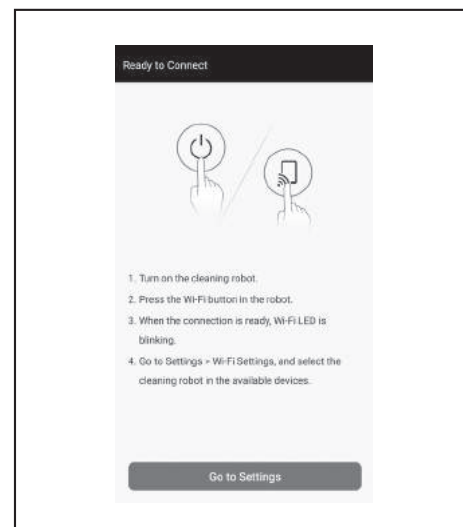 Ready to Connect
1. Turn on the cleaning robot.
2. Press the Wi-Fi button in the robot.
3. When the connection is ready, Wi-Fi LED is
blinking.
4. Go to Settings > Wi-Fi Settings, and select the
cleaning robot in the available devices.
Go to Settings